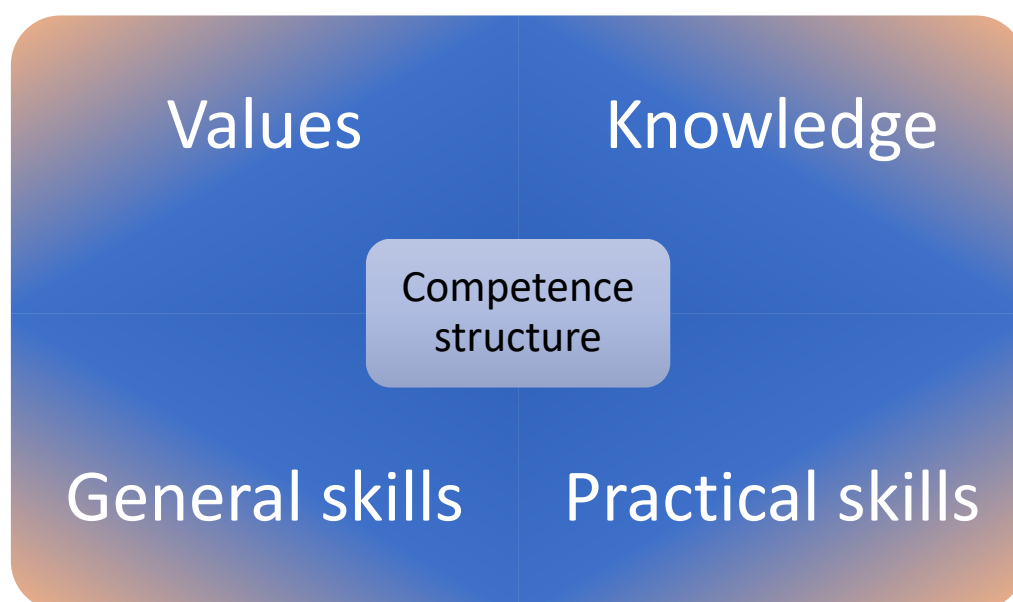 Values
Knowledge
Competence
structure
General skills
Practical skills